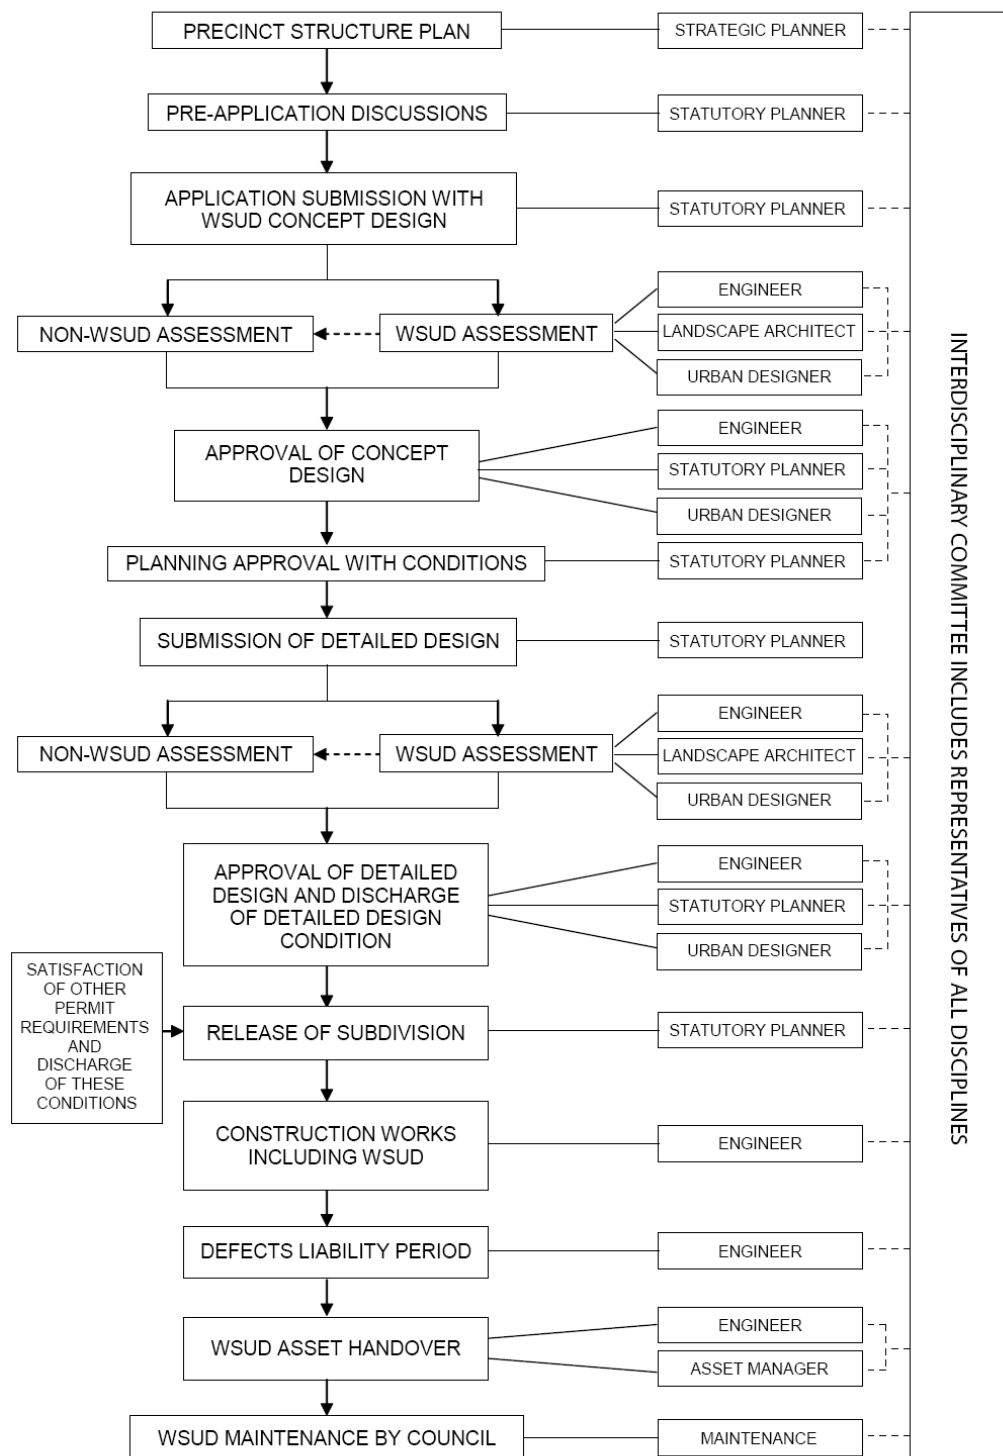 PRECINCT STRUCTURE PLAN
STRATEGIC PLANNER
PRE-APPLICATION DISCUSSIONS
STATUTORY PLANNER
APPLICATION SUBMISSION WITH
WSUD CONCEPT DESIGN
STATUTORY PLANNER
NON-WSUD ASSESSMENT
WSUD ASSESSMENT
ENGINEER
LANDSCAPE ARCHITECT
URBAN DESIGNER
APPROVAL OF CONCEPT
DESIGN
ENGINEER
STATUTORY PLANNER
URBAN DESIGNER
PLANNING APPROVAL WITH CONDITIONS
STATUTORY PLANNER
SUBMISSION OF DETAILED DESIGN
STATUTORY PLANNER
NON-WSUD ASSESSMENT
WSUD ASSESSMENT
ENGINEER
LANDSCAPE ARCHITECT
URBAN DESIGNER
APPROVAL OF DETAILED
DESIGN AND DISCHARGE
OF DETAILED DESIGN
CONDITION
ENGINEER
STATUTORY PLANNER
URBAN DESIGNER
SATISFACTION
OF OTHER
PERMIT
REQUIREMENTS
AND
DISCHARGE
OF THESE
CONDITIONS
RELEASE OF SUBDIVISION
STATUTORY PLANNER
CONSTRUCTION WORKS
INCLUDING WSUD
ENGINEER
DEFECTS LIABILITY PERIOD
ENGINEER
WSUD ASSET HANDOVER
ENGINEER
ASSET MANAGER
WSUD MAINTENANCE BY COUNCIL
MAINTENANCE
INTERDISCIPLINARY COMMITTEE INCLUDES REPRESENTATIVES OF ALL DISCIPLINES